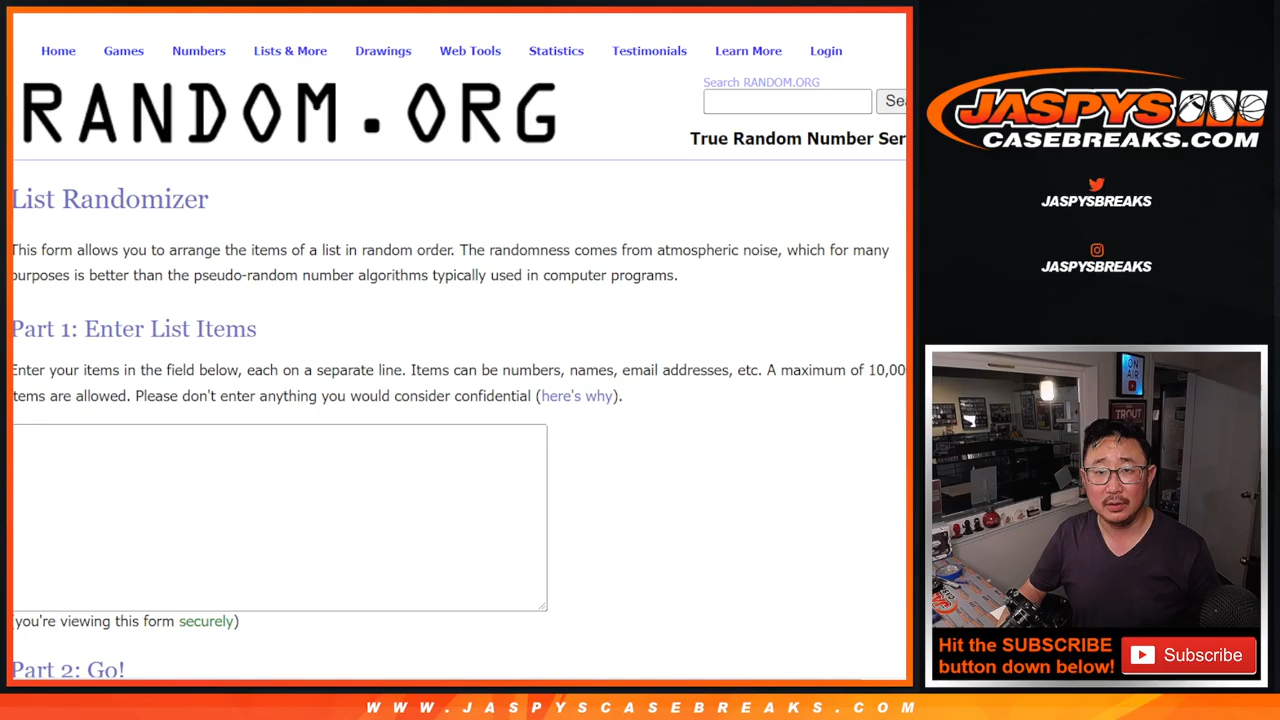 Home Games Numbers Lists & More Drawings Web Tools Statistics Testimonials Learn More Login
RANDOM.ORG
Search RANDOM.ORG
Sea
True Random Number Ser
List Randomizer
This form allows you to arrange the items of a list in random order. The randomness comes from atmospheric noise, which for many
purposes is better than the pseudo-random number algorithms typically used in computer programs.
Part 1: Enter List Items
Enter your items in the field below, each on a separate line. Items can be numbers, names, email addresses, etc. A maximum of 10,00
items are allowed. Please don't enter anything you would consider confidential (here's why).
(you're viewing this form securely)
Part 2: Go!
JASPYS
CASEBREAKS.COM
JASPYSBREAKS
JASPYSBREAKS
ON
AIR
TROUT
Hit the SUBSCRIBE
button down below!
Subscribe
WWW.JASPYSCASEBREAKS.COM